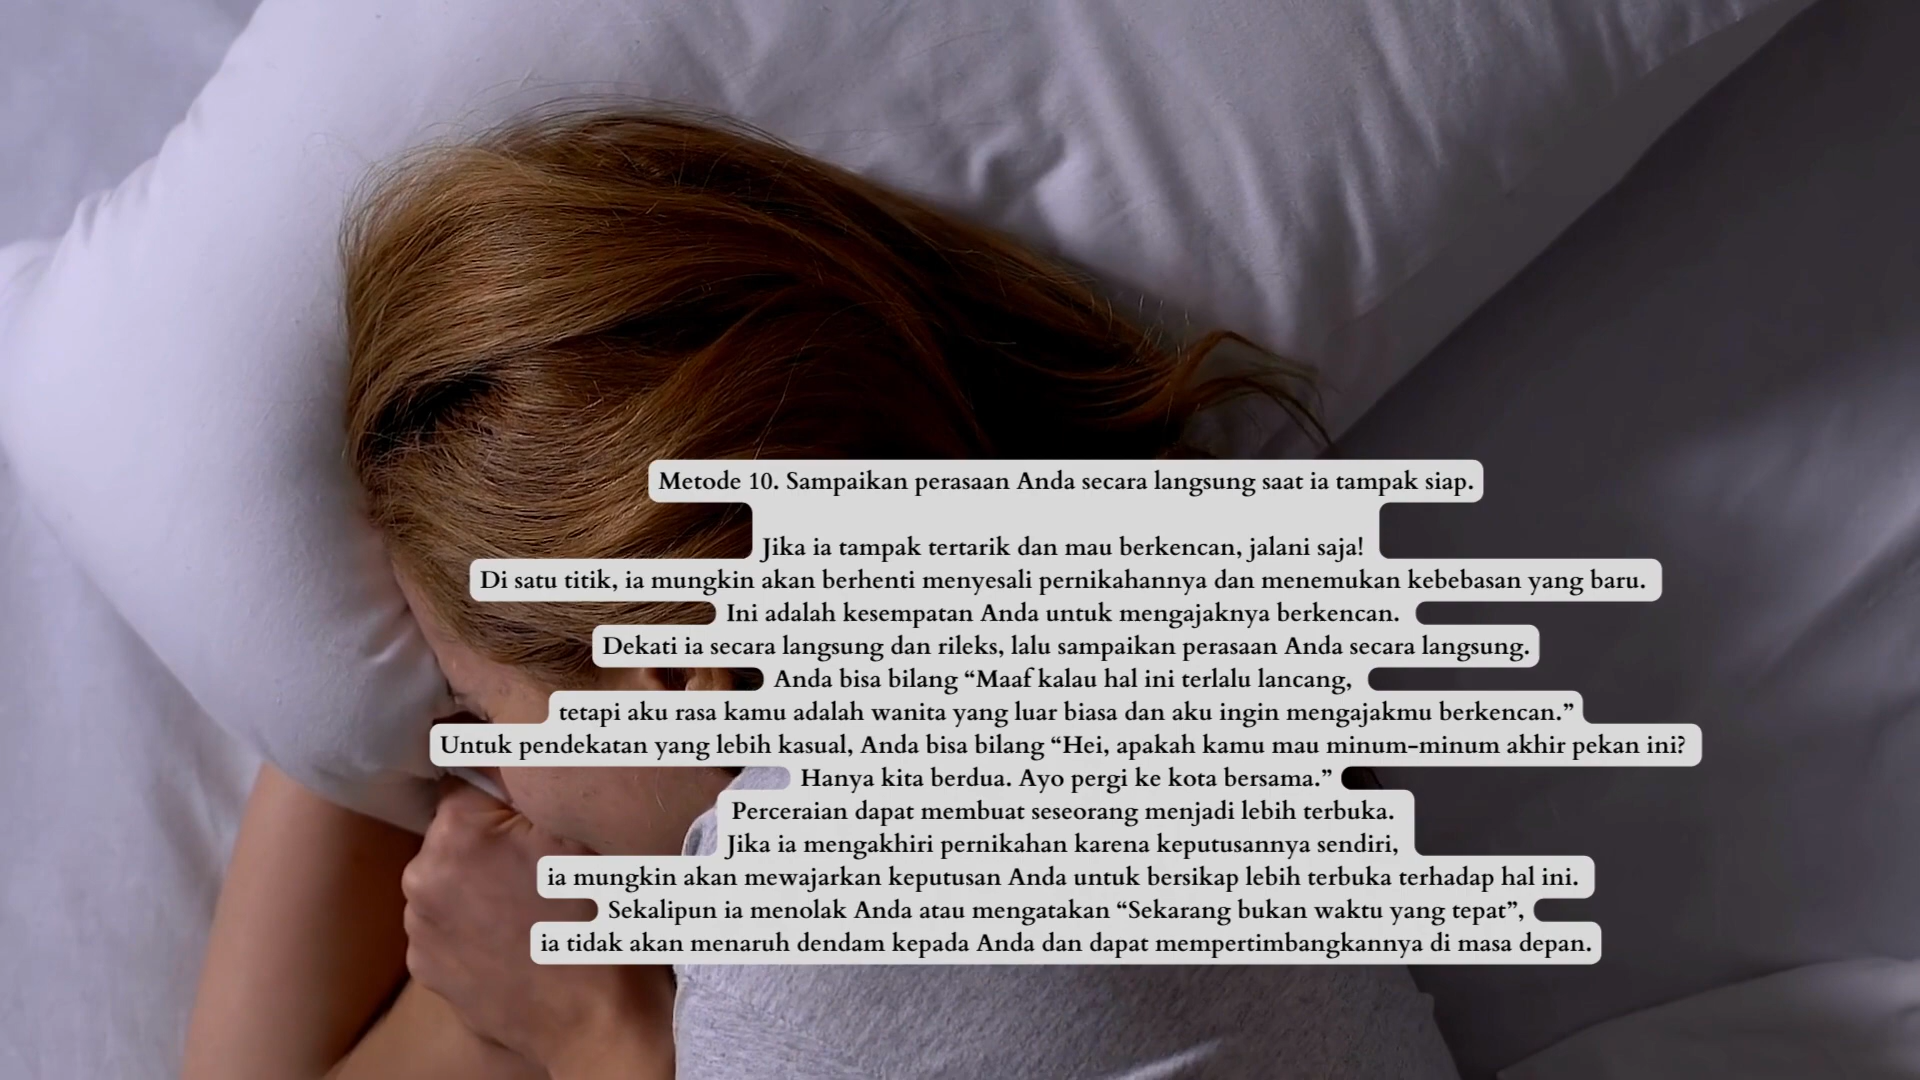 Metode 10. Sampaikan perasaan Anda secara langsung saat ia tampak siap.
Jika ia tampak tertarik dan mau berkencan, jalani saja!
Di satu titik, ia mungkin akan berhenti menyesali pernikahannya dan menemukan kebebasan yang baru.
Ini adalah kesempatan Anda untuk mengajaknya berkencan.
Dekati ia secara langsung dan rileks, lalu sampaikan perasaan Anda secara langsung.
Anda bisa bilang “Maaf kalau hal ini terlalu lancang,
tetapi aku rasa kamu adalah wanita yang luar biasa dan aku ingin mengajakmu berkencan.”
Untuk pendekatan yang lebih kasual, Anda bisa bilang “Hei, apakah kamu mau minum-minum akhir pekan ini?
Hanya kita berdua. Ayo pergi ke kota bersama.”
Perceraian dapat membuat seseorang menjadi lebih terbuka.
Jika ia mengakhiri pernikahan karena keputusannya sendiri,
ia mungkin akan mewajarkan keputusan Anda untuk bersikap lebih terbuka terhadap hal ini.
Sekalipun ia menolak Anda atau mengatakan “Sekarang bukan waktu yang tepat”,
ia tidak akan menaruh dendam kepada Anda dan dapat mempertimbangkannya di masa depan.